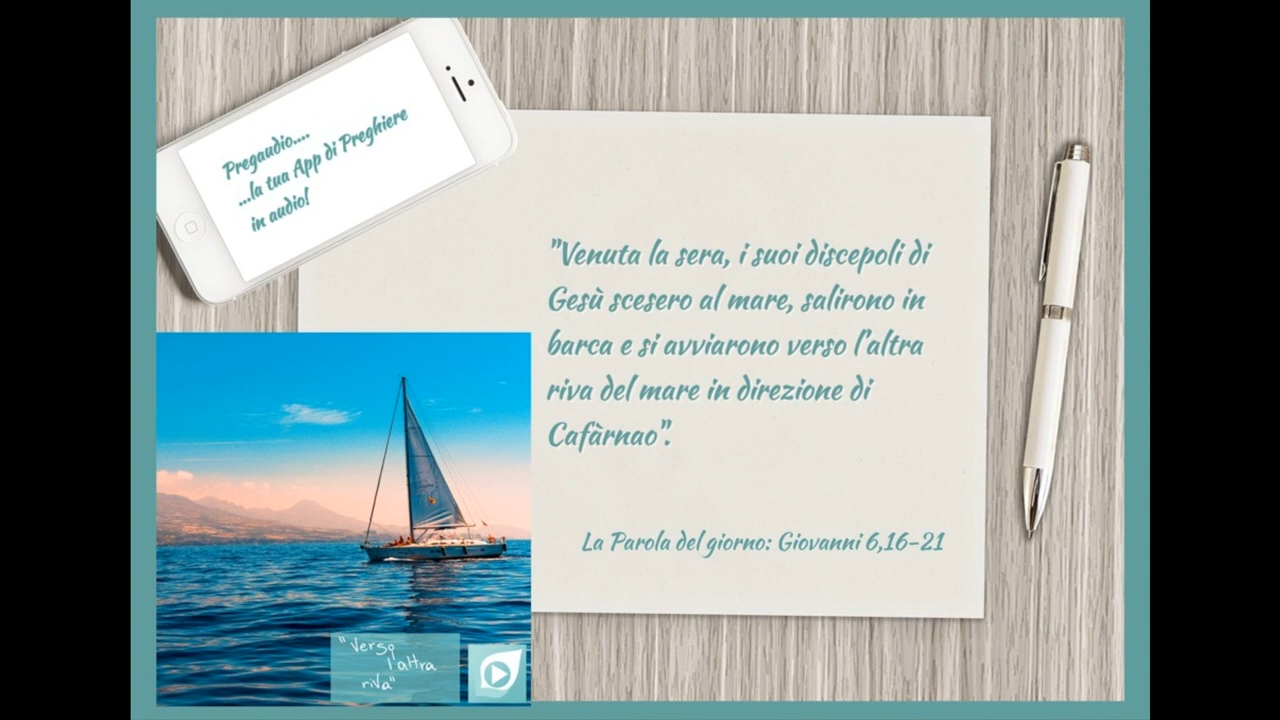 Pregaudio....
...la tua App di Preghiere
in audio!
"Venuta la sera, i suoi discepoli di
Gesù scesero al mare, salirono in
barca e si avviarono verso l'altra
riva del mare in direzione di
Cafàrnao".
La Parola del giorno: Giovanni 6,16-21
"Verso
l'altra
riva"